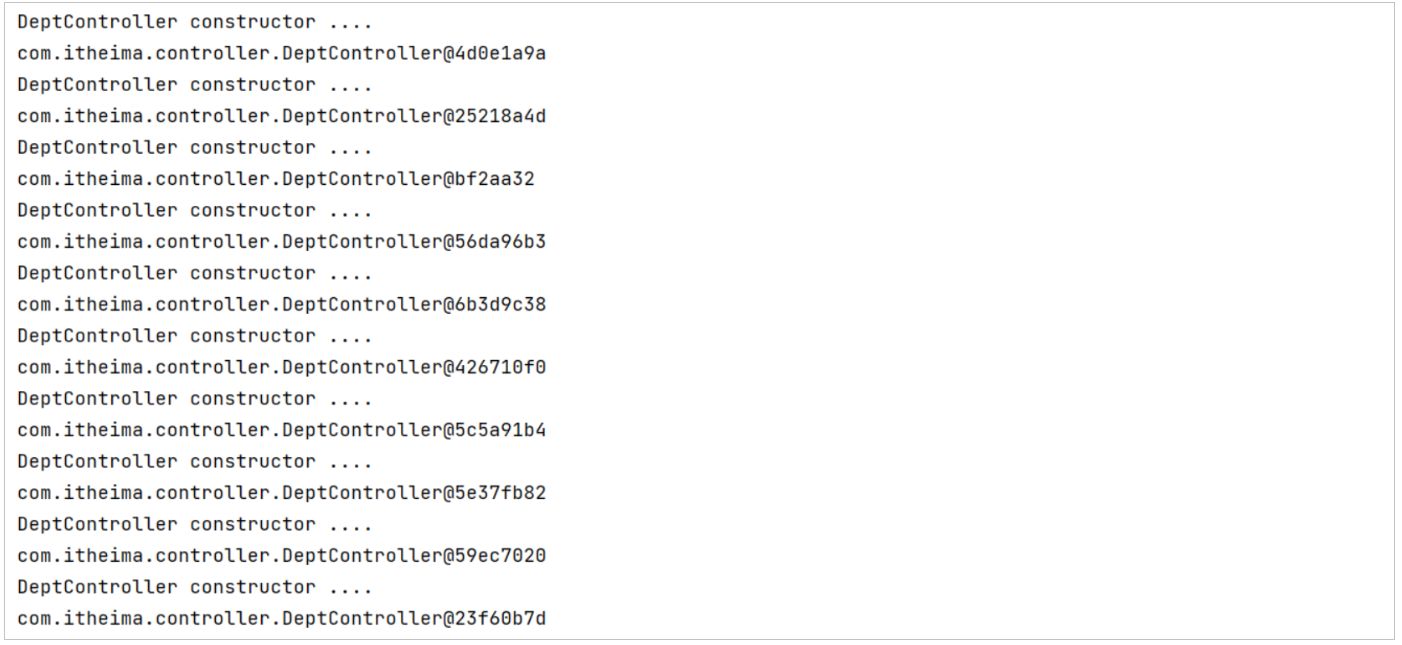 DeptController constructor ....
com.itheima.controller.DeptController@4d0e1a9a
DeptController constructor ....
com.itheima.controller.DeptController@25218a4d
DeptController constructor ....
com.itheima.controller.DeptController@bf2aa32
DeptController constructor ....
com.itheima.controller.DeptController@56da96b3
DeptController constructor ....
com.itheima.controller.DeptController@6b3d9c38
DeptController constructor ....
com.itheima.controller.DeptController@426710f0
DeptController constructor ....
com.itheima.controller.DeptController@5c5a91b4
DeptController constructor ....
com.itheima.controller.DeptController@5e37fb82
DeptController constructor ....
com.itheima.controller.DeptController@59ec7020
DeptController constructor ....
com.itheima.controller.DeptController@23f60b7d